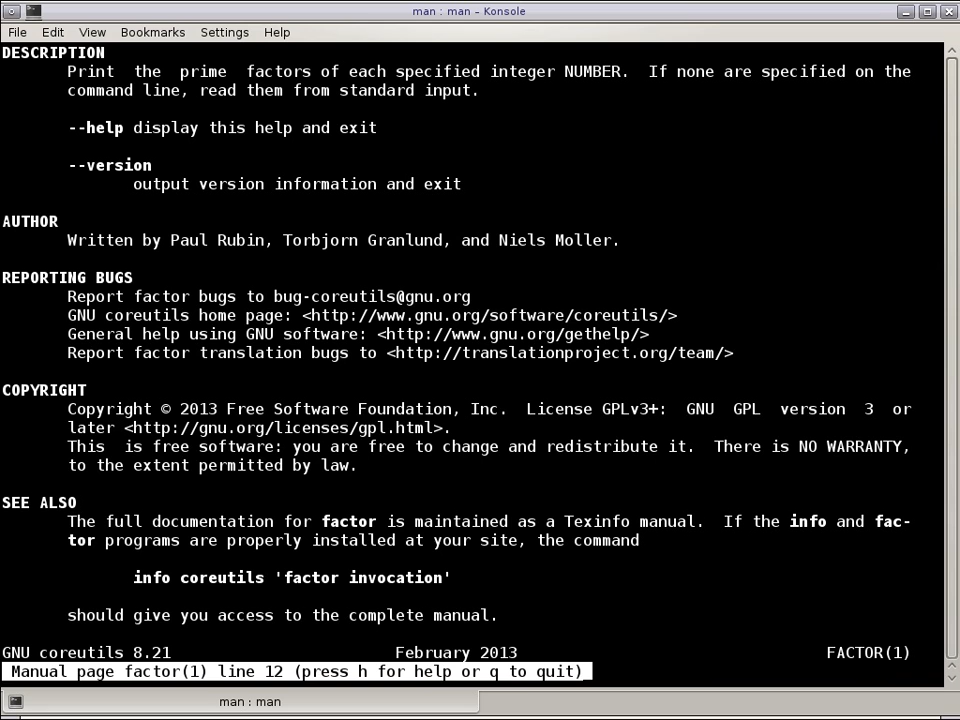 man : man – Konsole
File Edit View Bookmarks Settings Help
DESCRIPTION
Print the prime factors of each specified integer NUMBER. If none are specified on the
command line, read them from standard input.
--help display this help and exit
--version
output version information and exit
AUTHOR
Written by Paul Rubin, Torbjorn Granlund, and Niels Moller.
REPORTING BUGS
Report factor bugs to bug-coreutils@gnu.org
GNU coreutils home page: <http://www.gnu.org/software/coreutils/>
General help using GNU software: <http://www.gnu.org/gethelp/>
Report factor translation bugs to <http://translationproject.org/team/>
COPYRIGHT
Copyright © 2013 Free Software Foundation, Inc. License GPLv3+: GNU GPL version 3 or
later <http://gnu.org/licenses/gpl.html>.
This is free software: you are free to change and redistribute it. There is NO WARRANTY,
to the extent permitted by law.
SEE ALSO
The full documentation for factor is maintained as a Texinfo manual. If the info and fac-
tor programs are properly installed at your site, the command
info coreutils 'factor invocation'
should give you access to the complete manual.
GNU coreutils 8.21 February 2013 FACTOR(1)
Manual page factor(1) line 12 (press h for help or q to quit)
man : man